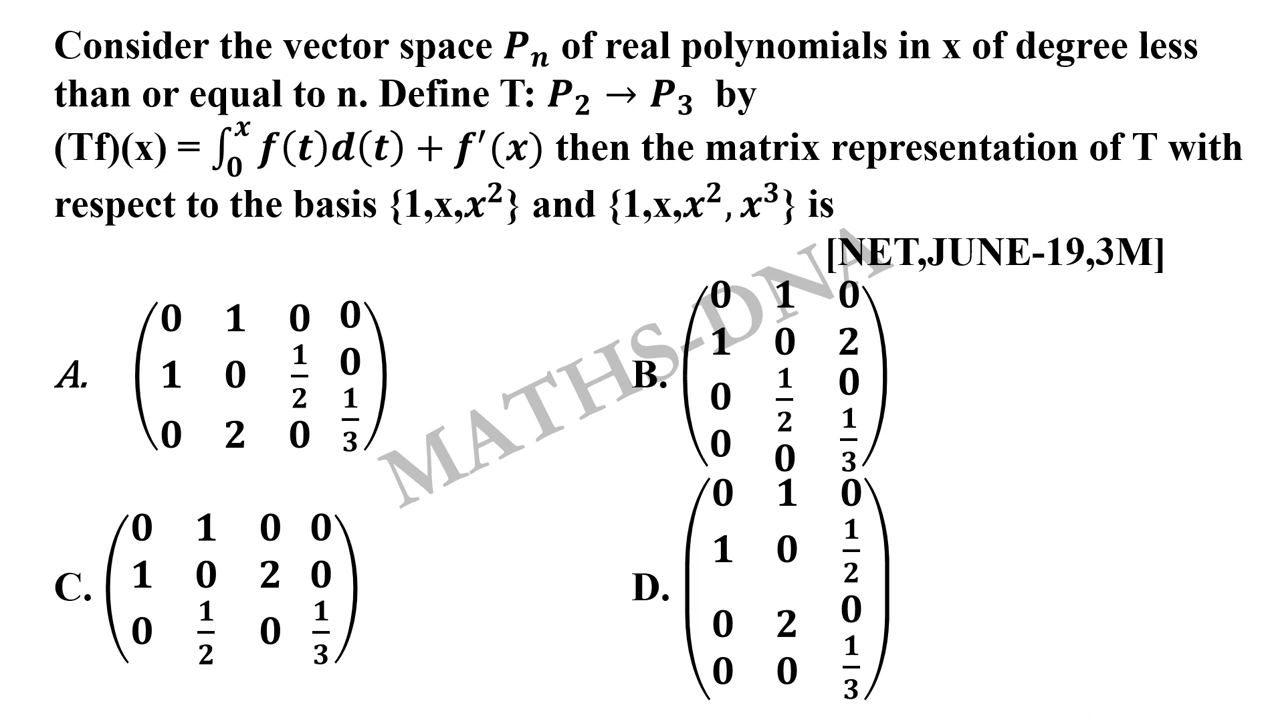 Consider the vector space 𝑷ₙ of real polynomials in x of degree less
than or equal to n. Define T: 𝑷₂ → 𝑷₃ by
(Tf)(x) = ∫₀ˣ 𝒇(𝒕)𝒅(𝒕) + 𝒇′(𝒙) then the matrix representation of T with
respect to the basis {1,x,𝒙²} and {1,x,𝒙², 𝒙³} is
[NET,JUNE-19,3M]
MATHS-DNA
A.
0 1 0 0
1 0 1/2 0
0 2 0 1/3
B.
0 1 0
1 0 2
0 1/2 0
0 0 1/3
C.
0 1 0 0
1 0 2 0
0 1/2 0 1/3
D.
0 1 0
1 0 1/2
0 2 0
0 0 1/3